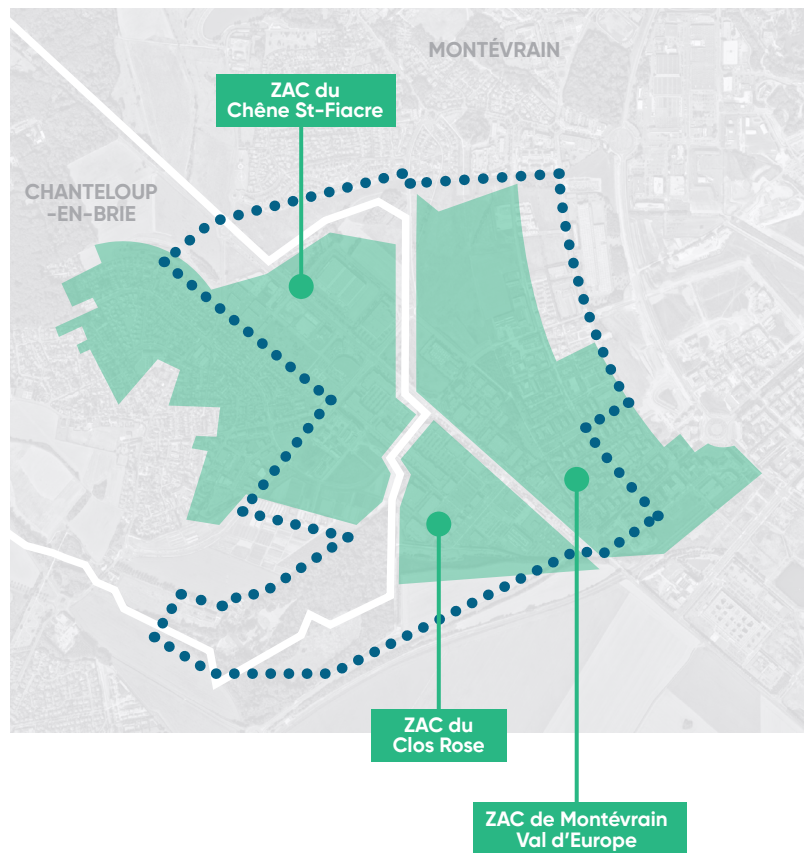 MONTÉVRAIN
ZAC du
Chêne St-Fiacre
CHANTELOUP
-EN-BRIE
ZAC du
Clos Rose
ZAC de Montévrain
Val d'Europe